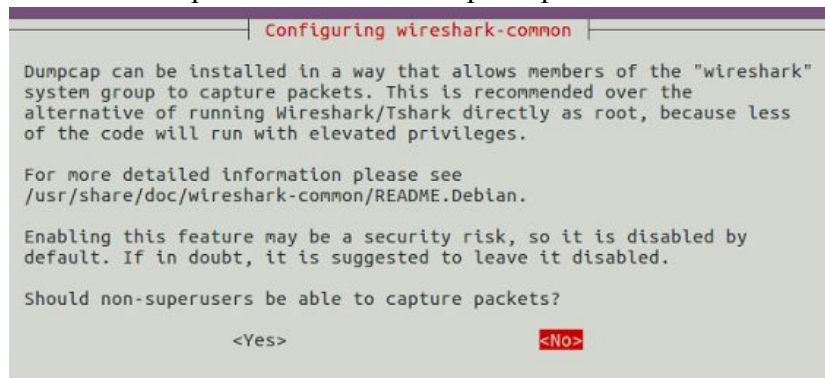 Configuring wireshark-common
Dumpcap can be installed in a way that allows members of the "wireshark"
system group to capture packets. This is recommended over the
alternative of running Wireshark/Tshark directly as root, because less
of the code will run with elevated privileges.
For more detailed information please see
/usr/share/doc/wireshark-common/README.Debian.
Enabling this feature may be a security risk, so it is disabled by
default. If in doubt, it is suggested to leave it disabled.
Should non-superusers be able to capture packets?
<Yes> <No>